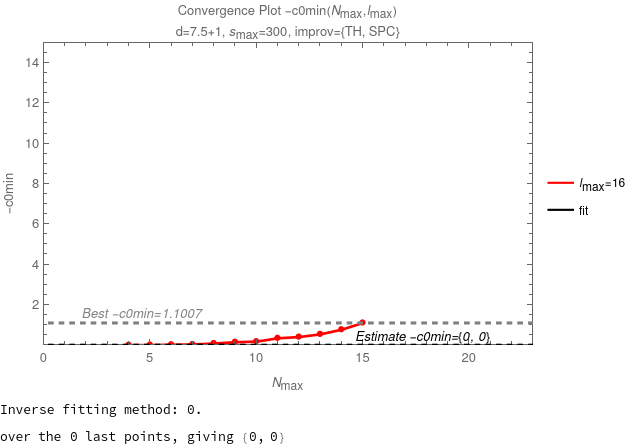 Convergence Plot −c0min(Nmax,lmax)
d=7.5+1, smax=300, improv={TH, SPC}
14
12
10
8
6
4
2
−c0min
Best −c0min=1.1007
Estimate −c0min={0, 0}
0
5
10
15
20
Nmax
lmax=16
fit
Inverse fitting method: 0.
over the 0 last points, giving {0, 0}